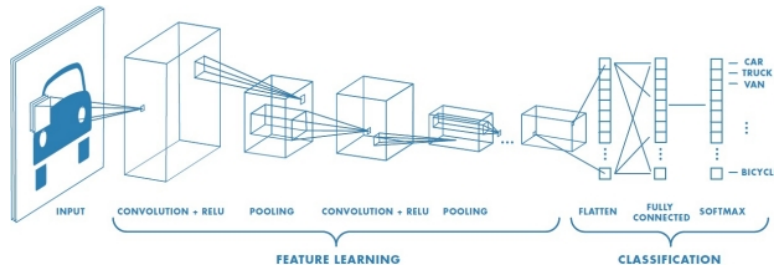 CAR
TRUCK
VAN
BICYCL
INPUT
CONVOLUTION + RELU
POOLING
CONVOLUTION + RELU
POOLING
FLATTEN
FULLY
CONNECTED
SOFTMAX
FEATURE LEARNING
CLASSIFICATION